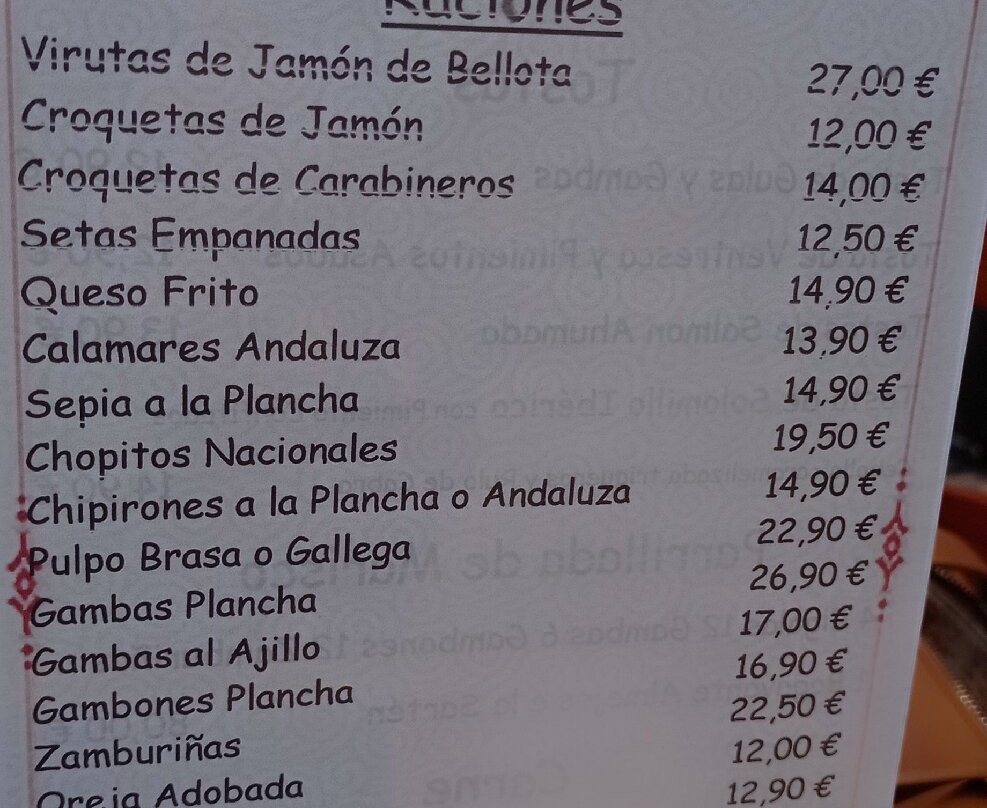 Raciones
Virutas de Jamón de Bellota 27,00 €
Croquetas de Jamón 12,00 €
Croquetas de Carabineros 14,00 €
Setas Empanadas 12,50 €
Queso Frito 14,90 €
Calamares Andaluza 13,90 €
Sepia a la Plancha 14,90 €
Chopitos Nacionales 19,50 €
Chipirones a la Plancha o Andaluza 14,90 €
Pulpo Brasa o Gallega 22,90 €
Gambas Plancha 26,90 €
Gambas al Ajillo 17,00 €
Gambones Plancha 16,90 €
Zamburiñas 22,50 €
Oreja Adobada 12,00 €
12,90 €